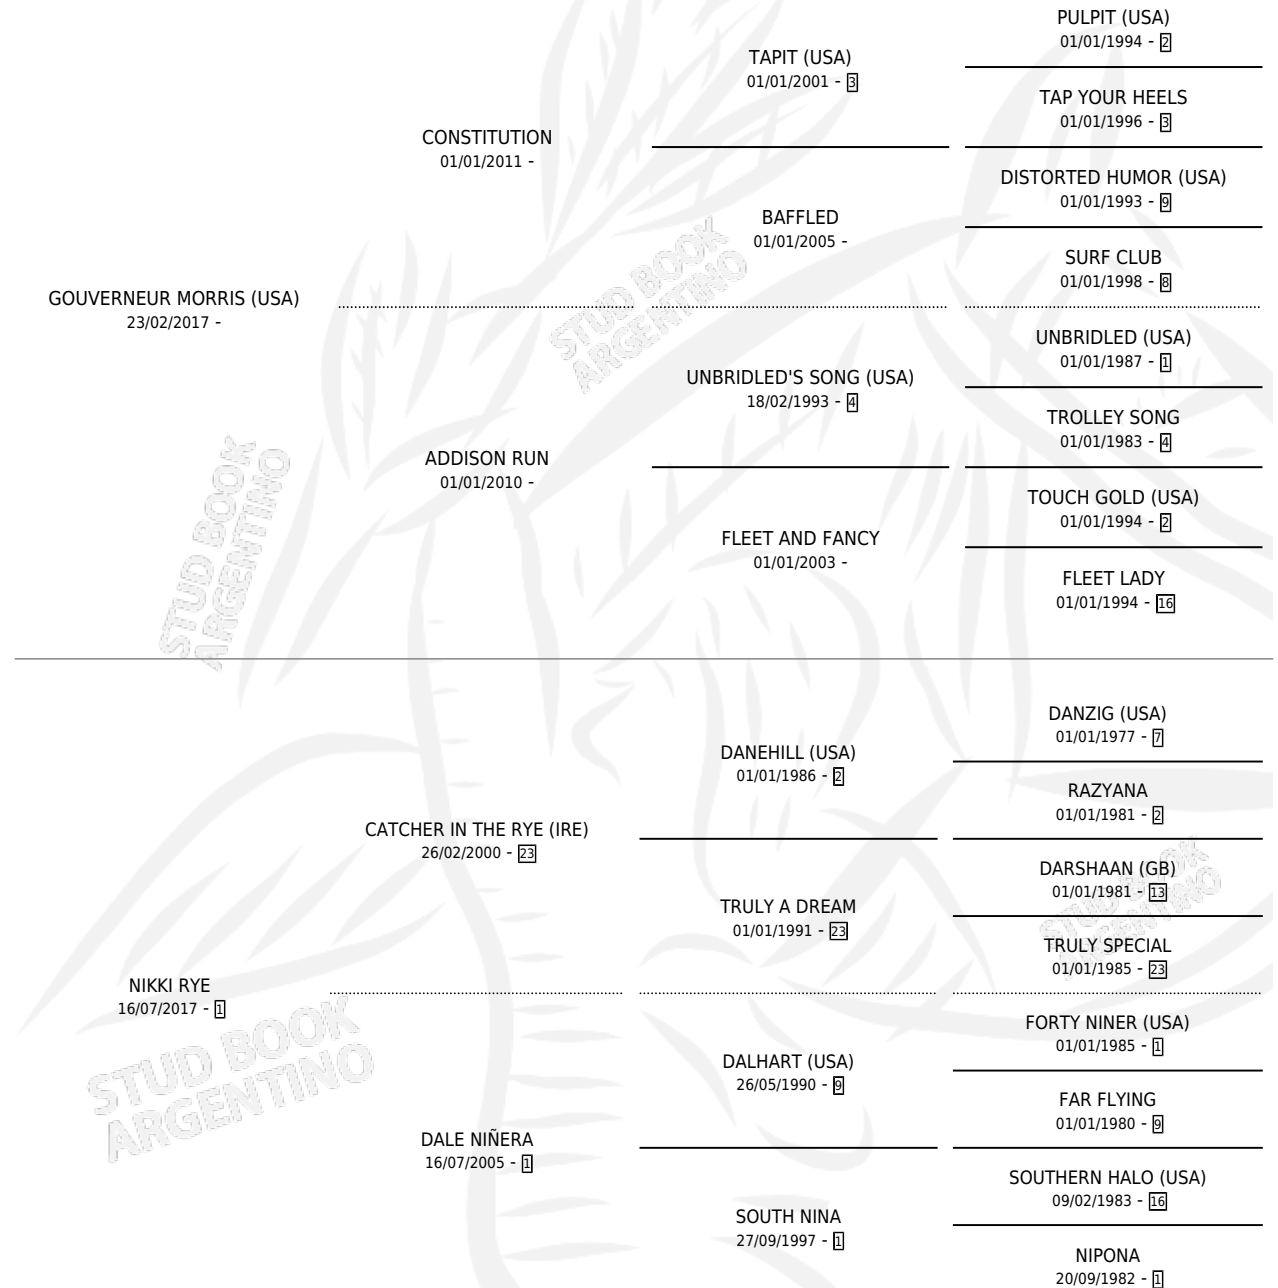 PULPIT (USA)
01/01/1994 - 2
TAPIT (USA)
01/01/2001 - 3
TAP YOUR HEELS
01/01/1996 - 3
CONSTITUTION
01/01/2011 -
DISTORTED HUMOR (USA)
01/01/1993 - 9
BAFFLED
01/01/2005 -
SURF CLUB
01/01/1998 - 8
GOUVERNEUR MORRIS (USA)
23/02/2017 -
UNBRIDLED (USA)
01/01/1987 - 1
UNBRIDLED'S SONG (USA)
18/02/1993 - 4
TROLLEY SONG
01/01/1983 - 4
ADDISON RUN
01/01/2010 -
TOUCH GOLD (USA)
01/01/1994 - 2
FLEET AND FANCY
01/01/2003 -
FLEET LADY
01/01/1994 - 16
DANZIG (USA)
01/01/1977 - 7
DANEHILL (USA)
01/01/1986 - 2
RAZYANA
01/01/1981 - 2
CATCHER IN THE RYE (IRE)
26/02/2000 - 23
DARSHAAN (GB)
01/01/1981 - 13
TRULY A DREAM
01/01/1991 - 23
TRULY SPECIAL
01/01/1985 - 23
NIKKI RYE
16/07/2017 - 1
FORTY NINER (USA)
01/01/1985 - 1
DALHART (USA)
26/05/1990 - 9
FAR FLYING
01/01/1980 - 9
DALE NIÑERA
16/07/2005 - 1
SOUTHERN HALO (USA)
09/02/1983 - 16
SOUTH NINA
27/09/1997 - 1
NIPONA
20/09/1982 - 1
STUD BOOK
ARGENTINO
STUD BOOK
ARGENTINO
STUD BOOK
ARGENTINO
STUD BOOK
ARGENTINO